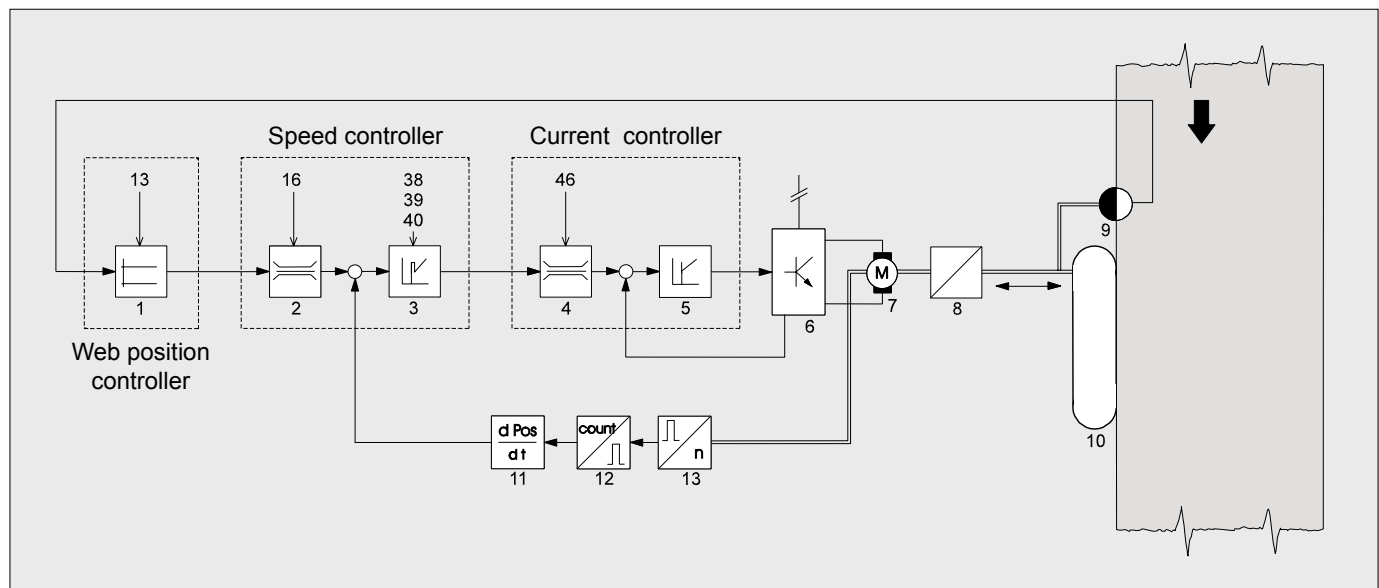 Speed controller
Current controller
13
16
38
39
40
46
M
1
2
3
4
5
6
7
8
9
10
Web position
controller
d Pos
dt
count
n
11
12
13